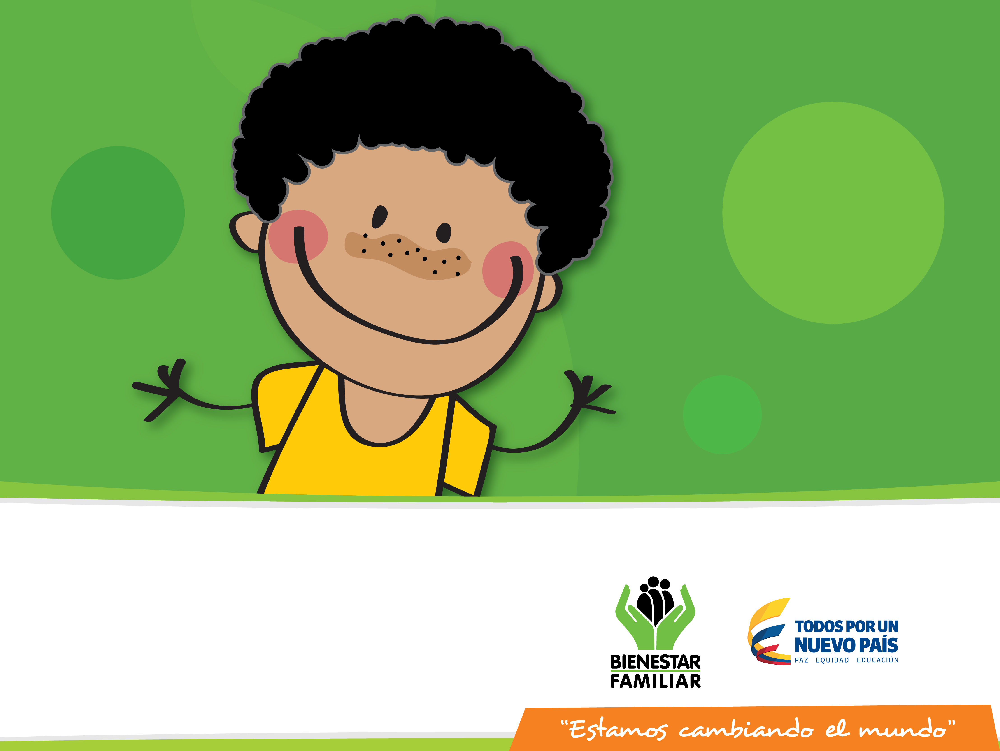 BIENESTAR
FAMILIAR
TODOS POR UN
NUEVO PAÍS
PAZ EQUIDAD EDUCACIÓN
“Estamos cambiando el mundo”